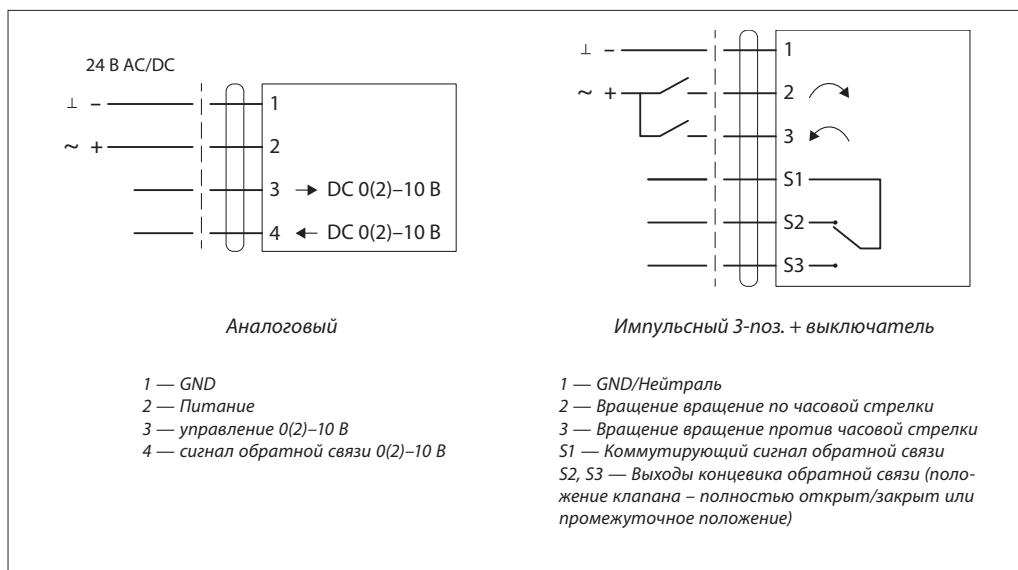 24 В AC/DC
⊥ –
1
~ +
2
3 → DC 0(2)–10 В
4 ← DC 0(2)–10 В
Аналоговый
1 — GND
2 — Питание
3 — управление 0(2)–10 В
4 — сигнал обратной связи 0(2)–10 В
⊥ –
1
~ +
2
3
S1
S2
S3
Импульсный 3-поз. + выключатель
1 — GND/Нейтраль
2 — Вращение вращение по часовой стрелки
3 — Вращение вращение против часовой стрелки
S1 — Коммутирующий сигнал обратной связи
S2, S3 — Выходы концевика обратной связи (поло-
жение клапана – полностью открыт/закрыт или
промежуточное положение)